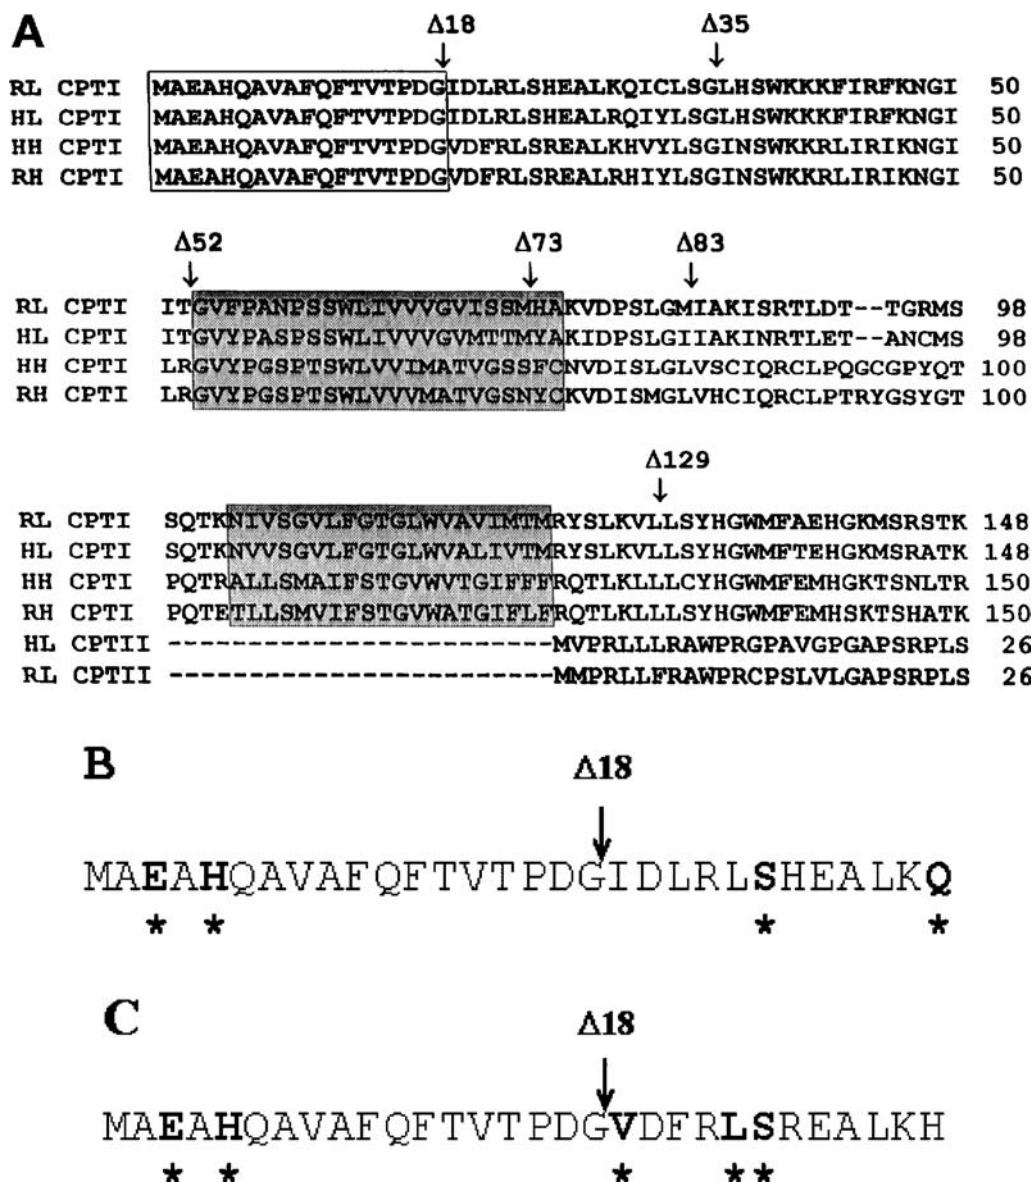 A
Δ18 Δ35
↓ ↓
RL CPTI MAEAHQAVAFQFTVTPDGIDLRLSHEALKQICLSGLHSWKKKFIRFKNGI 50
HL CPTI MAEAHQAVAFQFTVTPDGIDLRLSHEALRQIYLSGLHSWKKKFIRFKNGI 50
HH CPTI MAEAHQAVAFQFTVTPDGVDFRLSREALKHVYLSGINSWKKRLIRIKNGI 50
RH CPTI MAEAHQAVAFQFTVTPDGVDFRLSREALRHIYLSGINSWKKRLIRIKNGI 50
Δ52 Δ73 Δ83
↓ ↓ ↓
RL CPTI ITGVFPANPSSWLIVVVGVISSMHAKVDPSLGMIAKISRTLDT--TGRMS 98
HL CPTI ITGVYPASPSSWLIVVVGVMTTMYAKIDPSLGIIAKINRTLET--ANCMS 98
HH CPTI LRGVYPGSPTSWLVVIMATVGSSFCNVDISLGLVSCIQRCLPQGCGPYQT 100
RH CPTI LRGVYPGSPTSWLVVVMATVGSNYCKVDISMGLVHCIQRCLPTRYGSYGT 100
Δ129
↓
RL CPTI SQTKNIVSGVLFGTGLWVAVIMTMRYSLKVLLSYHGWMFAEHGKMSRSTK 148
HL CPTI SQTKNVVSGVLFGTGLWVALIVTMRYSLKVLLSYHGWMFTEHGKMSRATK 148
HH CPTI PQTRALLSMAIFSTGVWVTGIFFFRQTLKLLLCYHGWMFEMHGKTSNLTR 150
RH CPTI PQTETLLSMVIFSTGVWATGIFLFRQTLKLLLSYHGWMFEMHSKTSHATK 150
HL CPTII ------------------------MVPRLLLRAWPRGPAVGPGAPSRPLS 26
RL CPTII ------------------------MMPRLLFRAWPRCPSLVLGAPSRPLS 26
B
Δ18
MAEAHQAVAFQFTVTPDGIDLRLSHEALKQ
* * * *
C
Δ18
MAEAHQAVAFQFTVTPDGVDFRLSREALKH
* * * * *